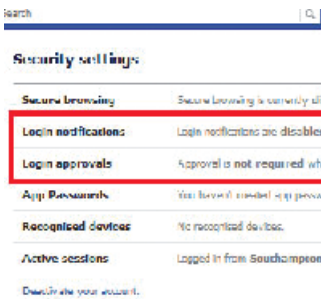 Search
Security settings
Secure browsing Secure browsing is currently di
Login notifications Login notifications are disabled
Login approvals Approval is not required wh
App Passwords You haven't created app passw
Recognised devices No recognised devices.
Active sessions Logged in from Southampton
Deactivate your account.